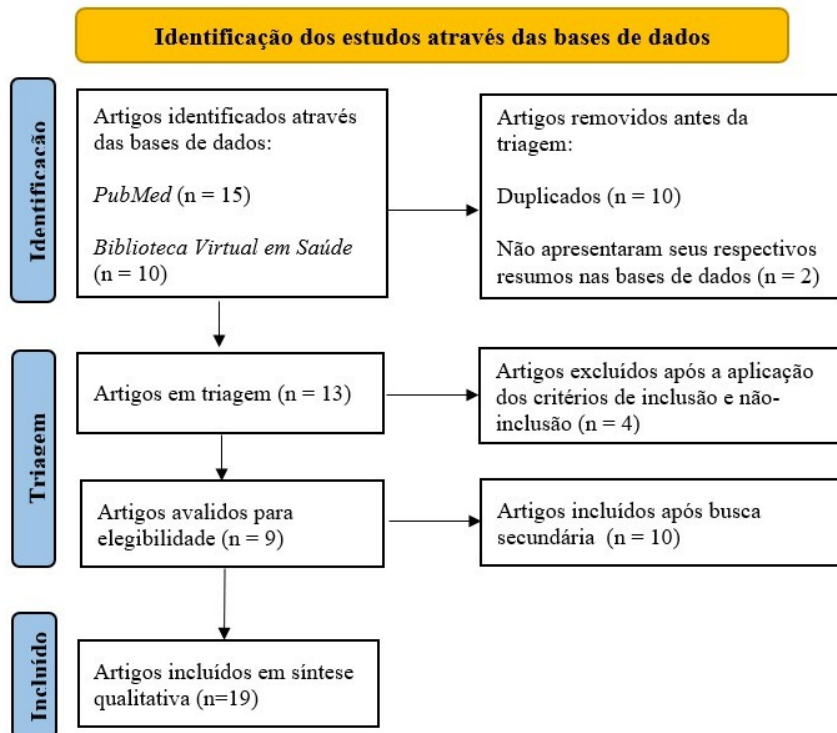 Identificação dos estudos através das bases de dados
Identificação
Artigos identificados através
das bases de dados:
PubMed (n = 15)
Biblioteca Virtual em Saúde
(n = 10)
Artigos removidos antes da
triagem:
Duplicados (n = 10)
Não apresentaram seus respectivos
resumos nas bases de dados (n = 2)
Triagem
Artigos em triagem (n = 13)
Artigos excluídos após a aplicação
dos critérios de inclusão e não-
inclusão (n = 4)
Artigos avalidos para
elegibilidade (n = 9)
Artigos incluídos após busca
secundária (n = 10)
Incluído
Artigos incluídos em síntese
qualitativa (n=19)